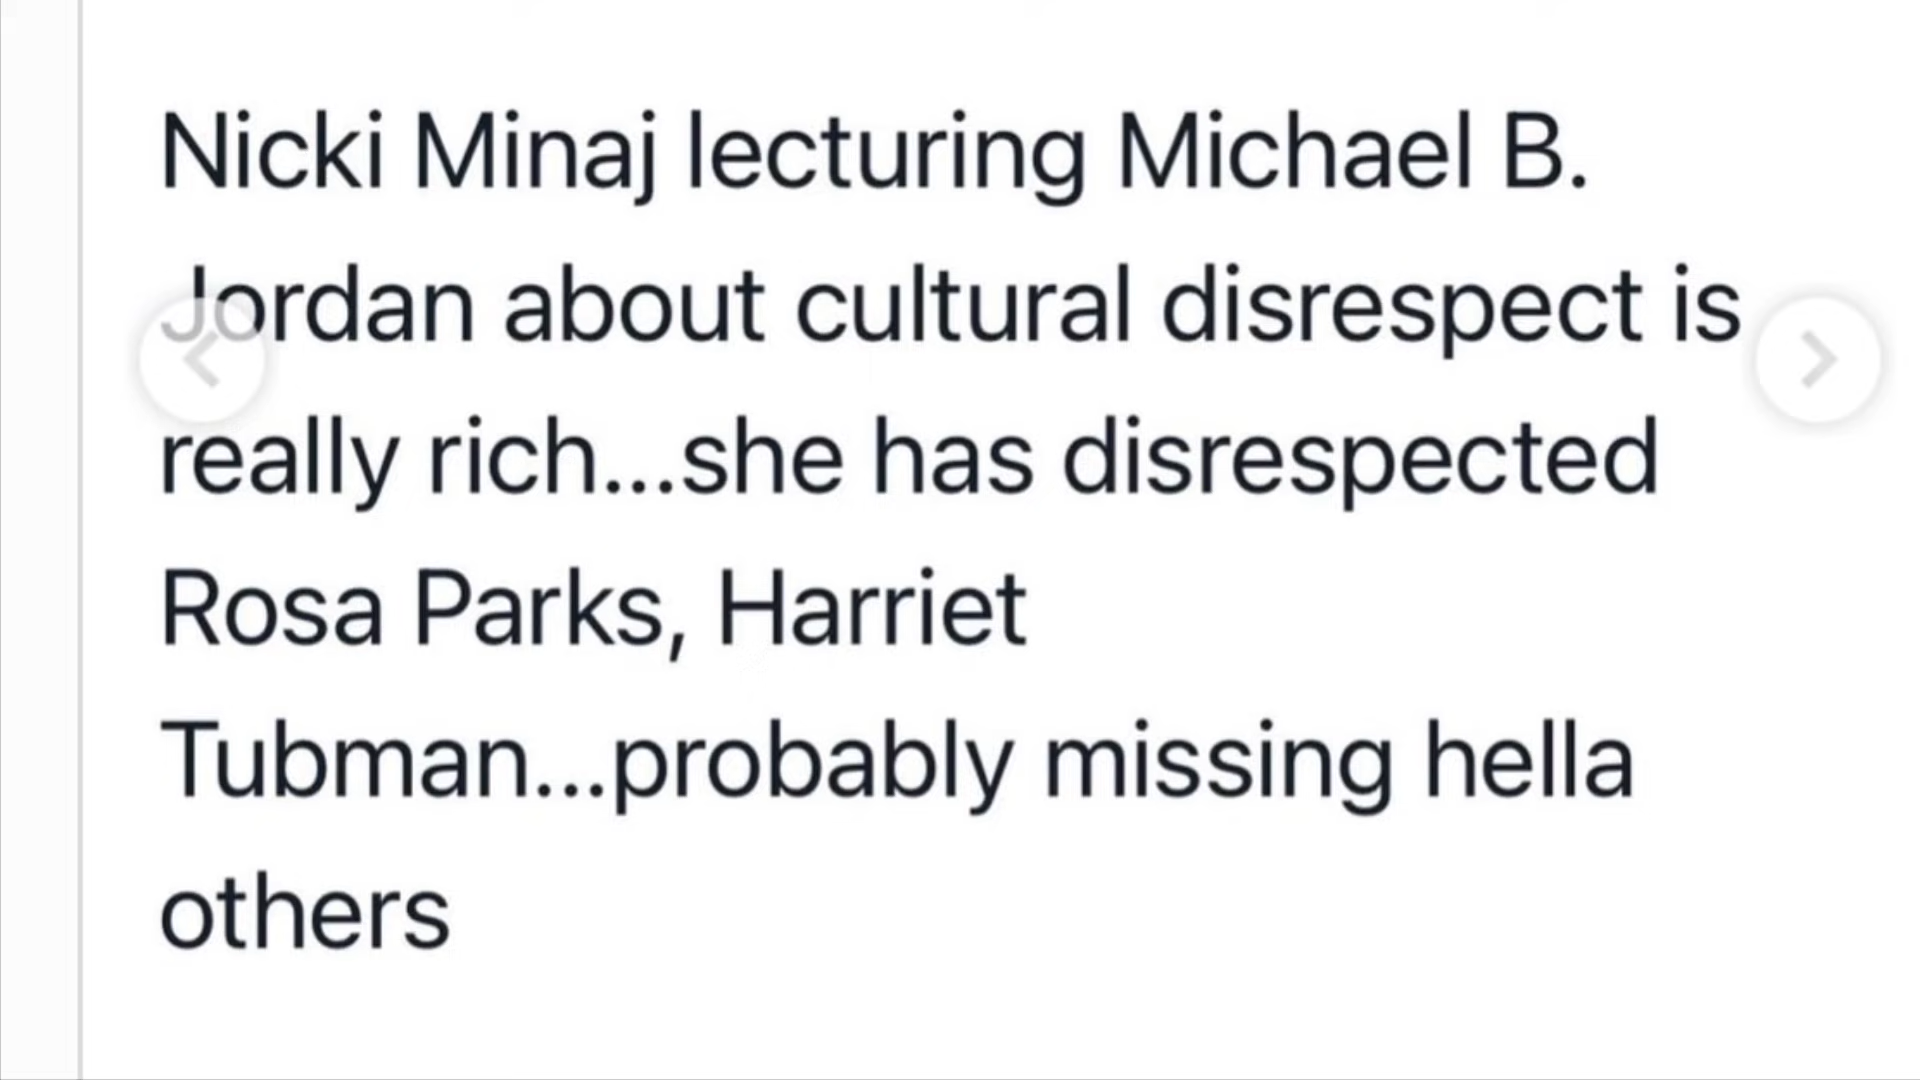 Nicki Minaj lecturing Michael B.
Jordan about cultural disrespect is
really rich...she has disrespected
Rosa Parks, Harriet
Tubman...probably missing hella
others